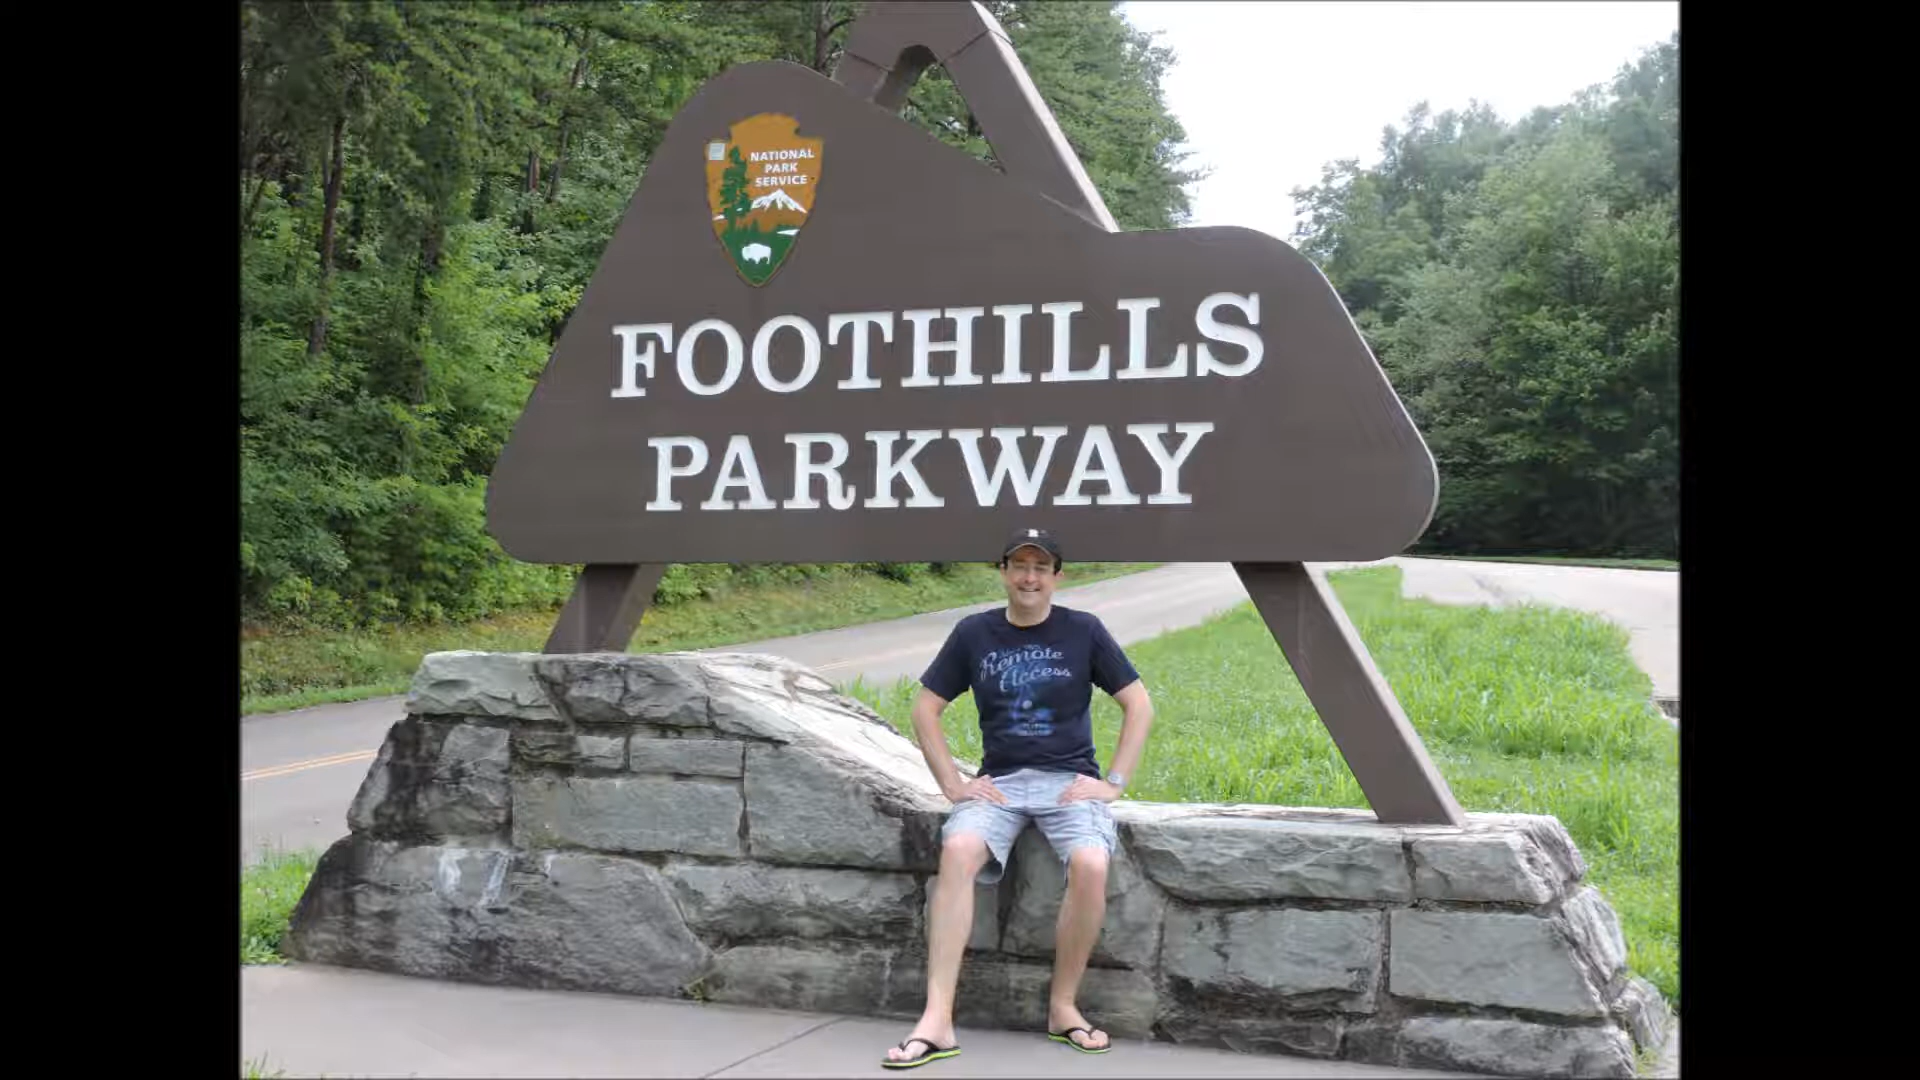 NATIONAL
PARK
SERVICE
FOOTHILLS
PARKWAY
Remote
Access